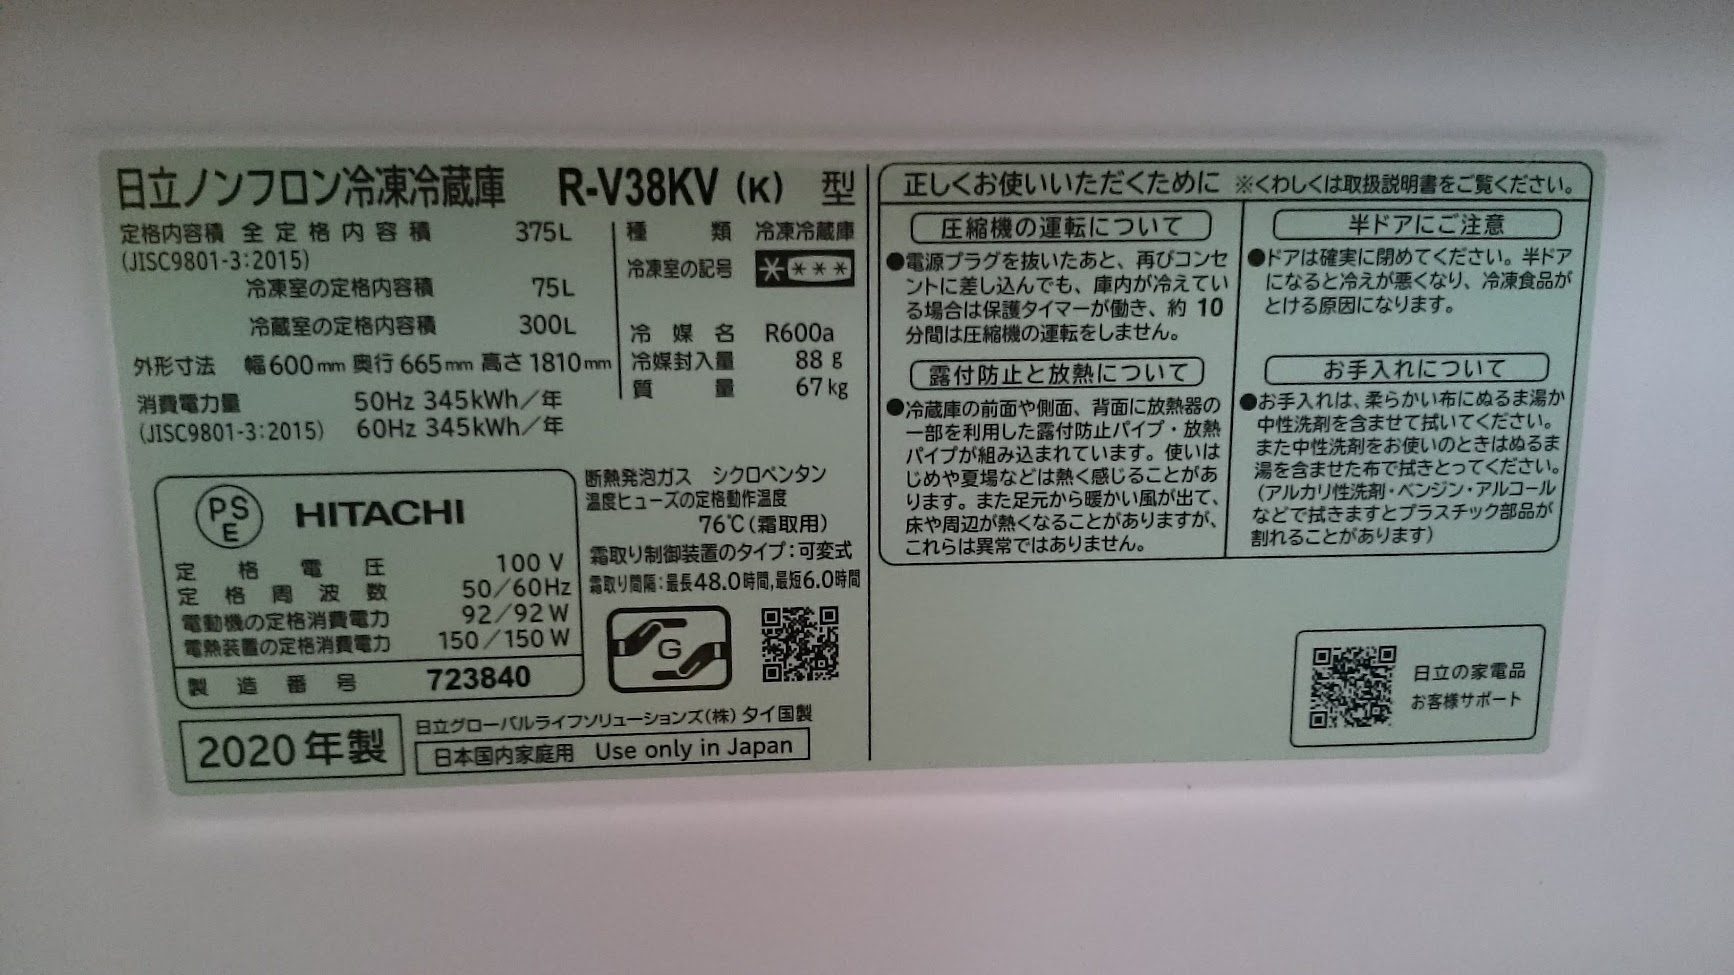 日立ノンフロン冷凍冷蔵庫 R-V38KV (K) 型
定格内容積 全定格内容積 375L
(JISC9801-3:2015)
冷凍室の定格内容積 75L
冷蔵室の定格内容積 300L
外形寸法 幅600mm 奥行665mm 高さ1810mm
消費電力量 50Hz 345kWh/年
(JISC9801-3:2015) 60Hz 345kWh/年
種類 冷凍冷蔵庫
冷凍室の記号 ****
冷媒名 R600a
冷媒封入量 88g
質量 67kg
PSE HITACHI
定格電圧 100V
定格周波数 50/60Hz
電動機の定格消費電力 92/92W
電熱装置の定格消費電力 150/150W
製造番号 723840
断熱発泡ガス シクロペンタン
温度ヒューズの定格動作温度
76℃(霜取用)
霜取り制御装置のタイプ:可変式
霜取り間隔:最長48.0時間,最短6.0時間
G
2020年製
日立グローバルライフソリューションズ(株) タイ国製
日本国内家庭用 Use only in Japan
正しくお使いいただくために ※くわしくは取扱説明書をご覧ください。
圧縮機の運転について
●電源プラグを抜いたあと、再びコンセ
ントに差し込んでも、庫内が冷えてい
る場合は保護タイマーが働き、約10
分間は圧縮機の運転をしません。
露付防止と放熱について
●冷蔵庫の前面や側面、背面に放熱器の
一部を利用した露付防止パイプ・放熱
パイプが組み込まれています。使いは
じめや夏場などは熱く感じることがあ
ります。また足元から暖かい風が出て、
床や周辺が熱くなることがありますが、
これらは異常ではありません。
半ドアにご注意
●ドアは確実に閉めてください。半ドア
になると冷えが悪くなり、冷凍食品が
とける原因になります。
お手入れについて
●お手入れは、柔らかい布にぬるま湯か
中性洗剤を含ませて拭いてください。
また中性洗剤をお使いのときはぬるま
湯を含ませた布で拭きとってください。
(アルカリ性洗剤・ベンジン・アルコール
などで拭きますとプラスチック部品が
割れることがあります)
日立の家電品
お客様サポート